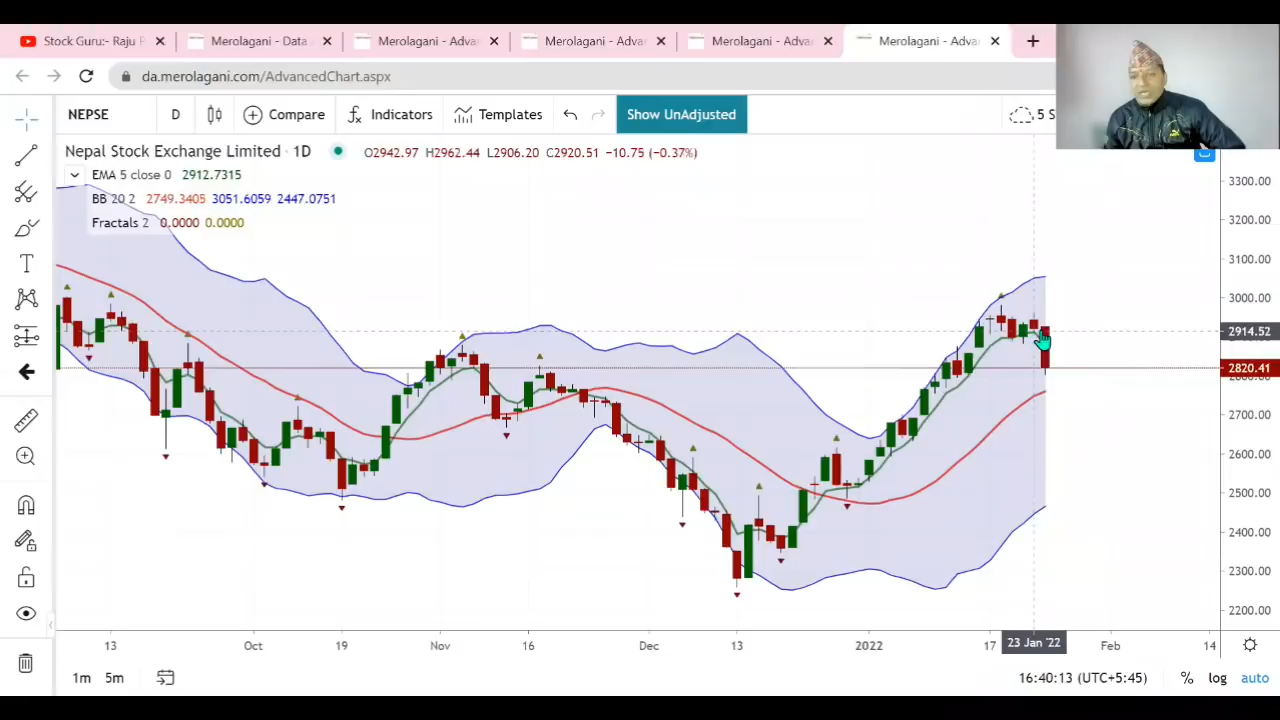 Stock Guru:- Raju P
Merolagani - Data A
Merolagani - Advan
Merolagani - Advan
Merolagani - Advan
Merolagani - Advan
da.merolagani.com/AdvancedChart.aspx
NEPSE D Compare Indicators Templates Show UnAdjusted 5 S
Nepal Stock Exchange Limited · 1D O2942.97 H2962.44 L2906.20 C2920.51 −10.75 (−0.37%)
EMA 5 close 0 2912.7315
BB 20 2 2749.3405 3051.6059 2447.0751
Fractals 2 0.0000 0.0000
3300.00
3200.00
3100.00
3000.00
2914.52
2820.41
2700.00
2600.00
2500.00
2400.00
2300.00
2200.00
13 Oct 19 Nov 16 Dec 13 2022 17 23 Jan '22 Feb 14
1m 5m 16:40:13 (UTC+5:45) % log auto